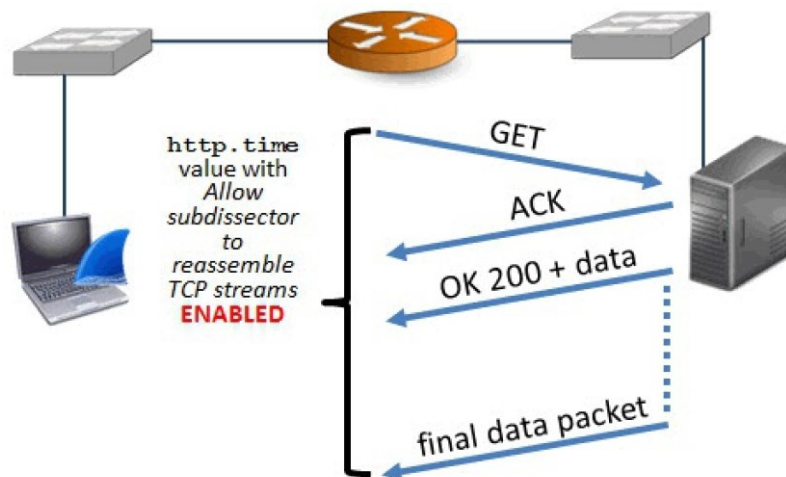 GET
http.time
value with
Allow
subdissector
to
reassemble
TCP streams
ENABLED
ACK
OK 200 + data
final data packet